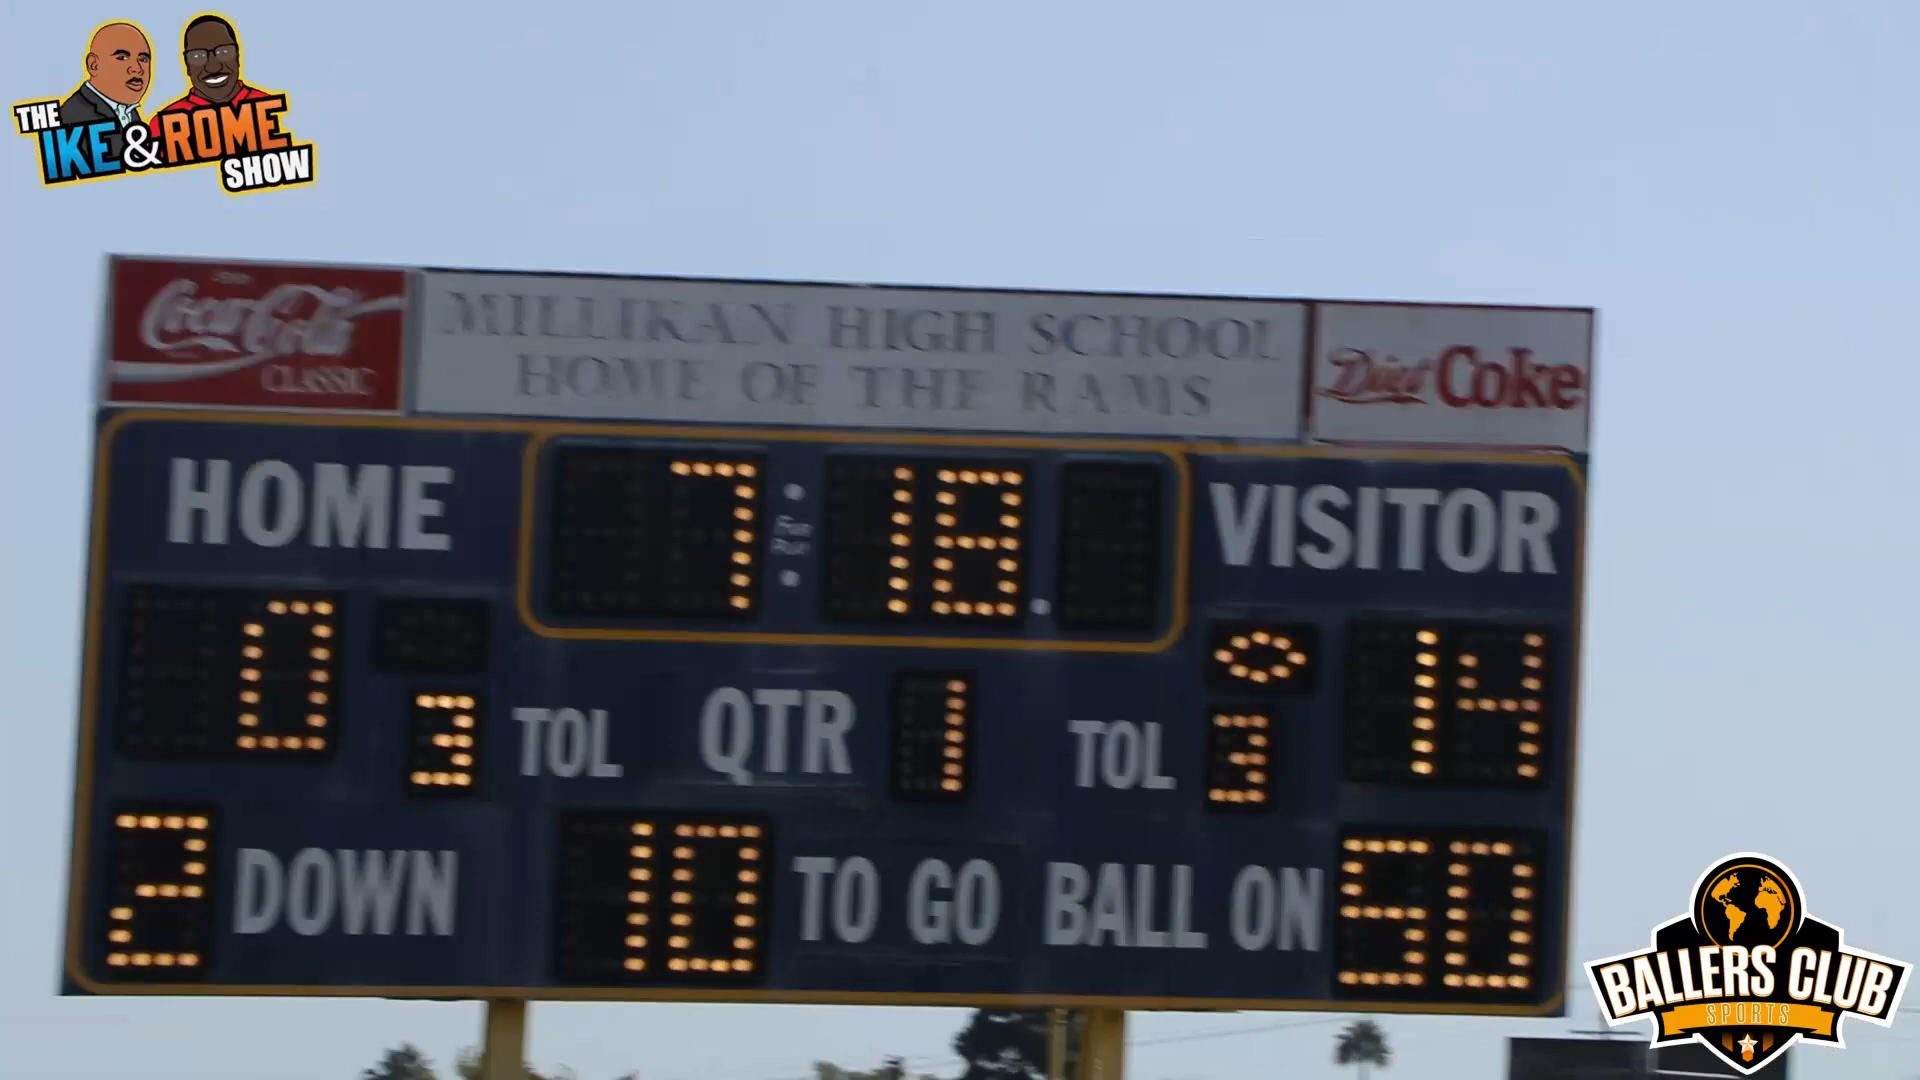 THE
IKE & ROME
SHOW
Coca-Cola
CLASSIC
MILLIKAN HIGH SCHOOL
HOME OF THE RAMS
Diet Coke
HOME
7:18
VISITOR
0
14
3 TOL
QTR 1
TOL 3
2 DOWN
10 TO GO
BALL ON 50
BALLERS CLUB
SPORTS